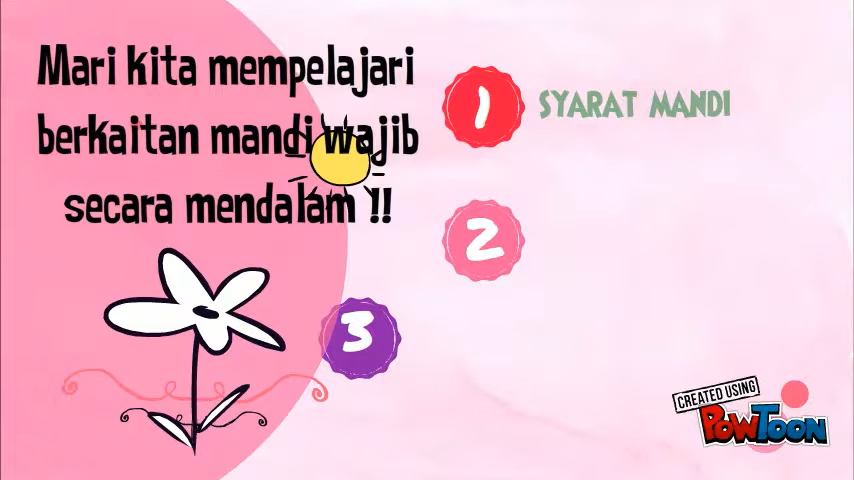 Mari kita mempelajari
berkaitan mandi wajib
secara mendalam !!
1 SYARAT MANDI
2
3
CREATED USING
POWTOON